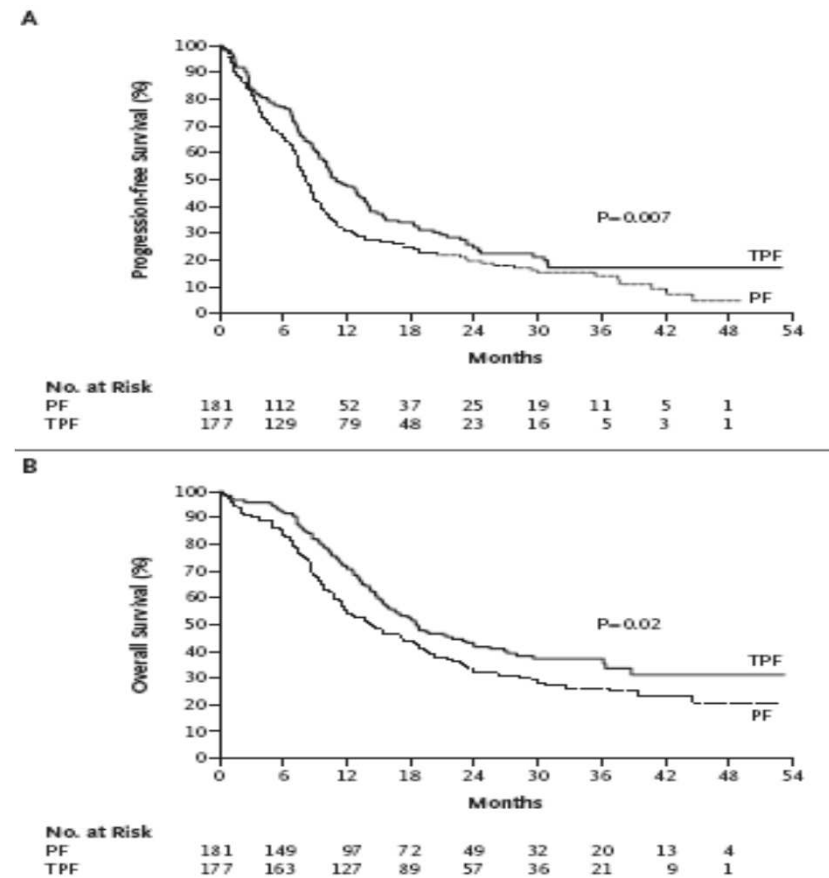 A
Progression-free Survival (%)
100
90
80
70
60
50
40
30
20
10
0
P=0.007
TPF
PF
0 6 12 18 24 30 36 42 48 54
Months
No. at Risk
PF 181 112 52 37 25 19 11 5 1
TPF 177 129 79 48 23 16 5 3 1
B
Overall Survival (%)
100
90
80
70
60
50
40
30
20
10
0
P=0.02
TPF
PF
0 6 12 18 24 30 36 42 48 54
Months
No. at Risk
PF 181 149 97 72 49 32 20 13 4
TPF 177 163 127 89 57 36 21 9 1